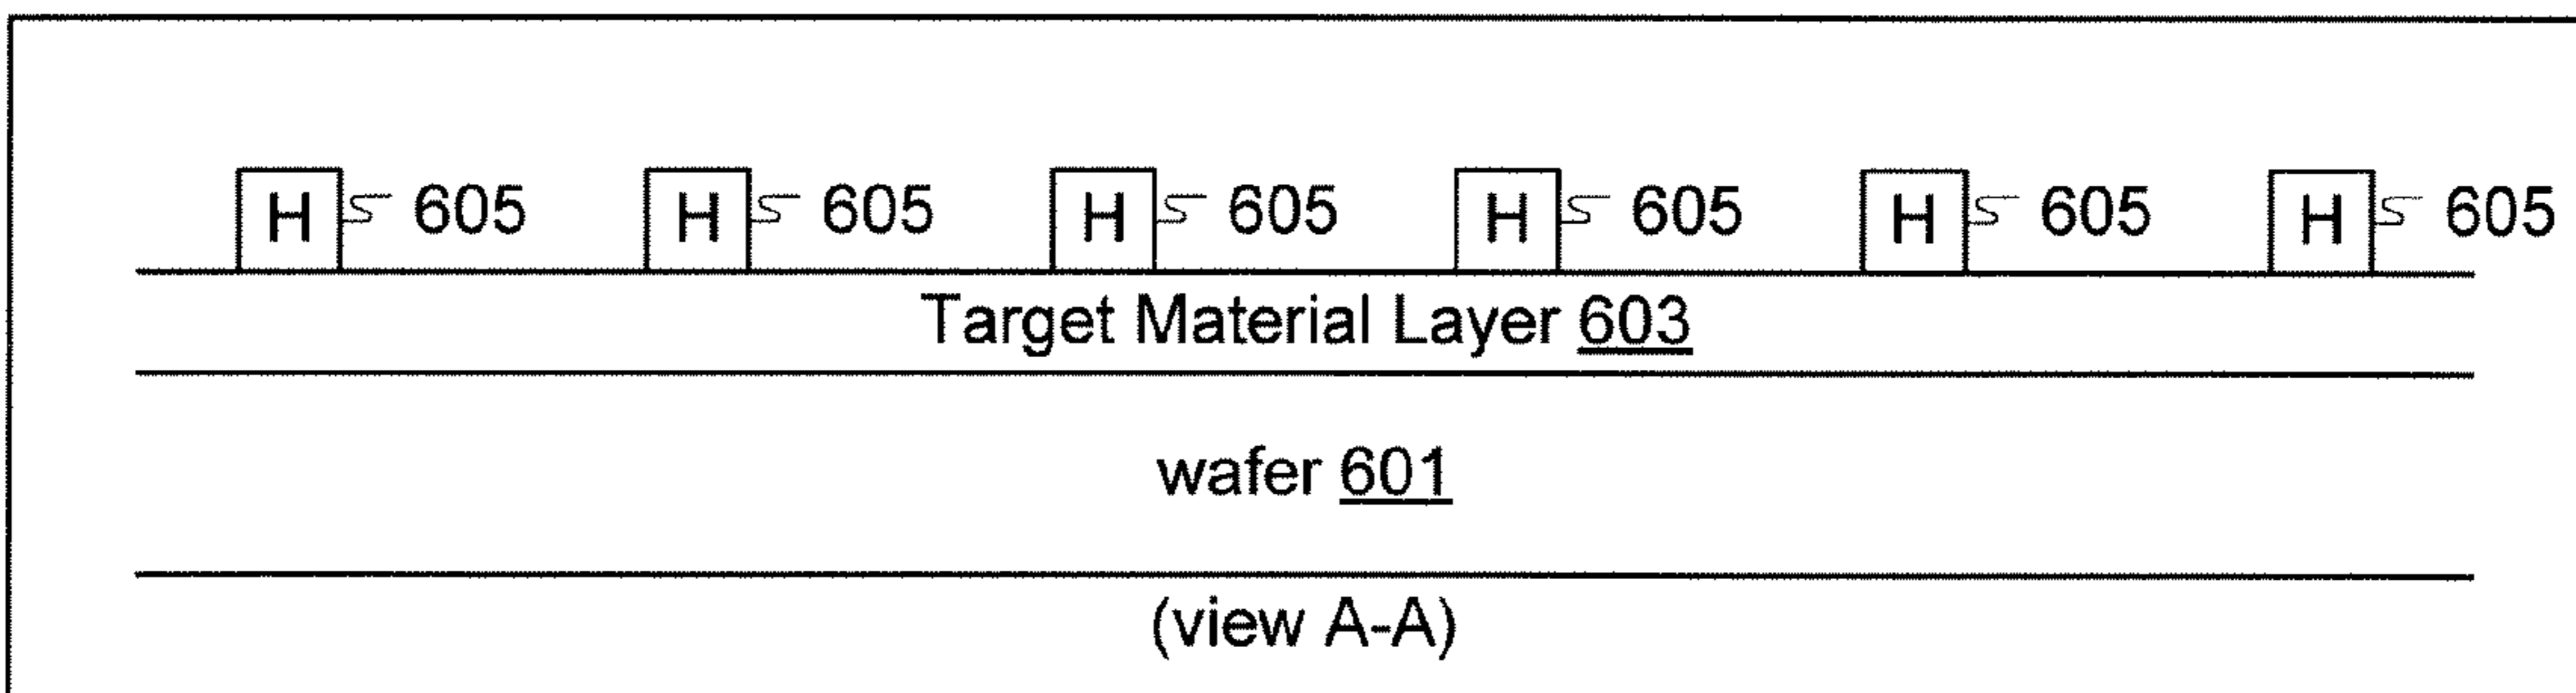 H 605 H 605 H 605 H 605 H 605 H 605
Target Material Layer 603
wafer 601
(view A-A)